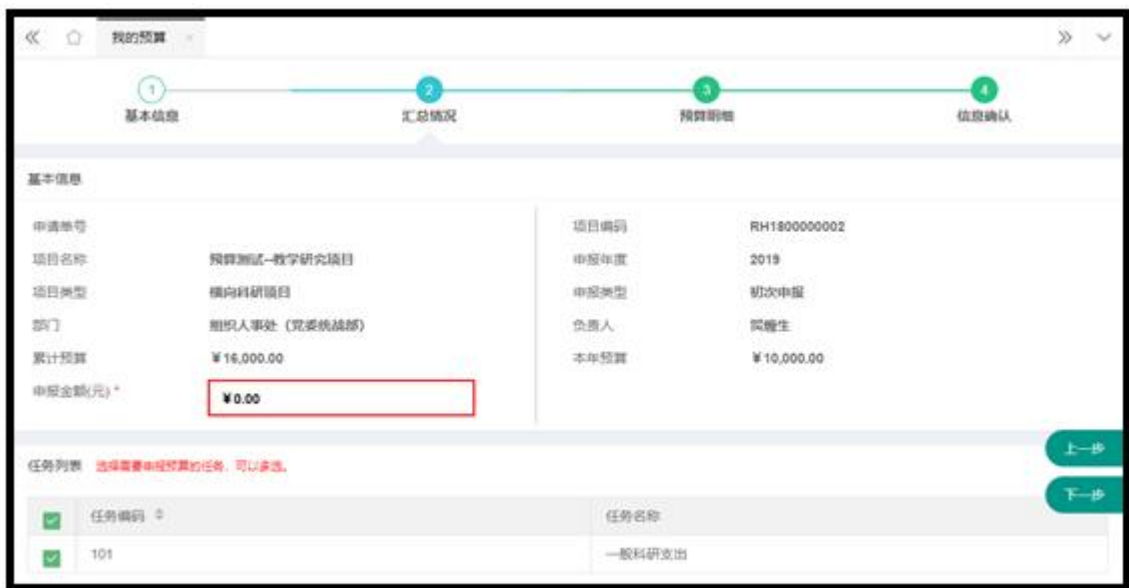 我的预算
1
2
3
4
基本信息
汇总情况
预算明细
信息确认
基本信息
申请单号
项目编码 RH1800000002
项目名称 预算测试--教学研究项目
申报年度 2019
项目类型 横向科研项目
申报类型 初次申报
部门 组织人事处（党委统战部）
负责人
累计预算 ¥16,000.00
本年预算 ¥10,000.00
申报金额(元) * ¥0.00
上一步
任务列表 选择需要申报预算的任务，可以多选。
下一步
任务编码 任务名称
101 一般科研支出